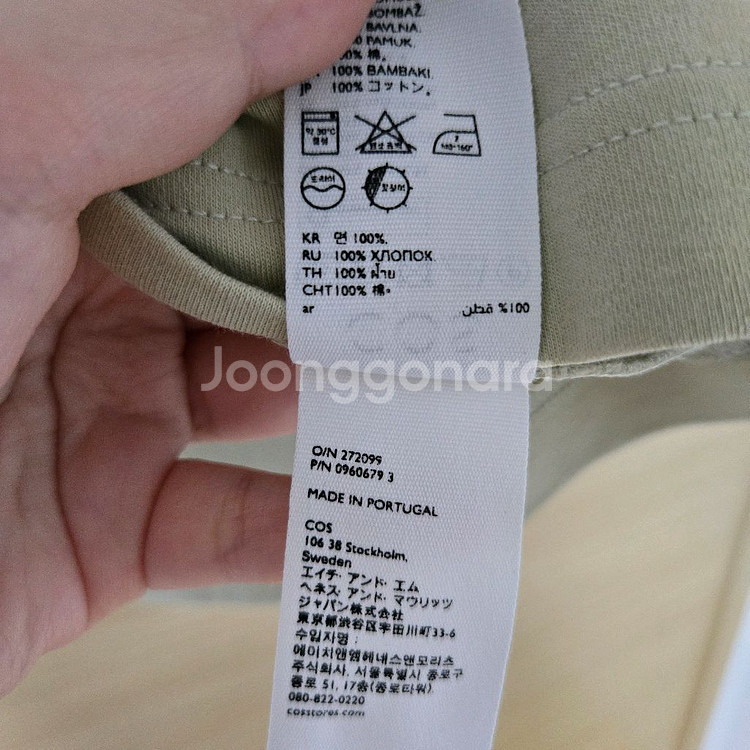 BOMBAŽ.
BAVLNA.
PAMUK.
100% BAMBAKI.
JP 100% コットン。
약 30°C
KR 면 100%.
RU 100% ХЛОПОК.
TH 100% ฝ้าย
CHT100% 棉。
ar 100% قطن
Joonggonara
O/N 272099
P/N 0960679 3
MADE IN PORTUGAL
COS
106 38 Stockholm,
Sweden
エイチ・アンド・エム
ヘネス・アンド・マウリッツ
ジャパン株式会社
東京都渋谷区宇田川町33-6
수입자명 :
에이치앤엠헤네스앤모리츠
주식회사. 서울특별시 종로구
종로 51, 17층(종로타워).
080-822-0220
cosstores.com